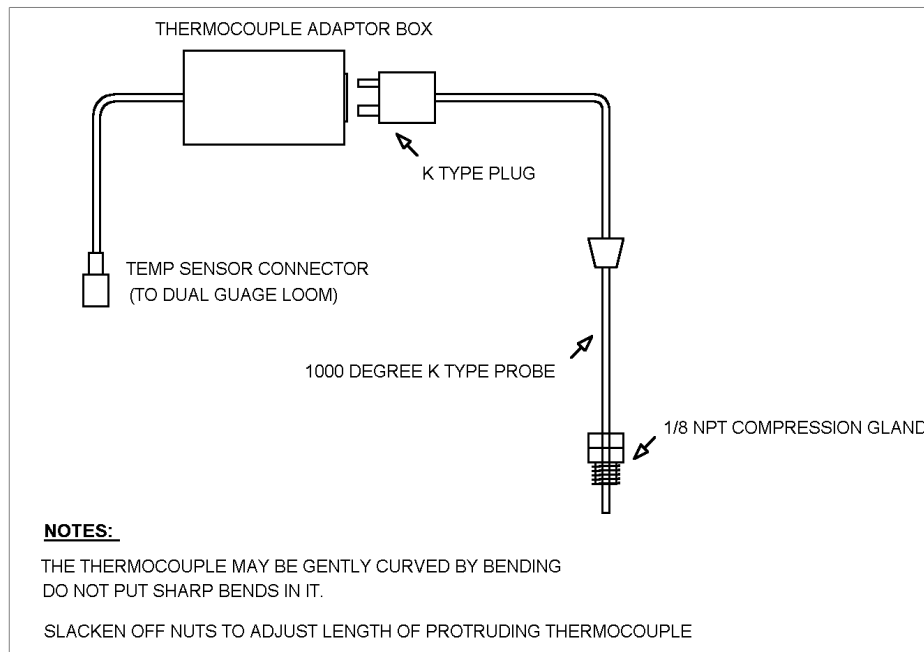 THERMOCOUPLE ADAPTOR BOX
K TYPE PLUG
TEMP SENSOR CONNECTOR
(TO DUAL GUAGE LOOM)
1000 DEGREE K TYPE PROBE
1/8 NPT COMPRESSION GLAND
NOTES:
THE THERMOCOUPLE MAY BE GENTLY CURVED BY BENDING
DO NOT PUT SHARP BENDS IN IT.
SLACKEN OFF NUTS TO ADJUST LENGTH OF PROTRUDING THERMOCOUPLE